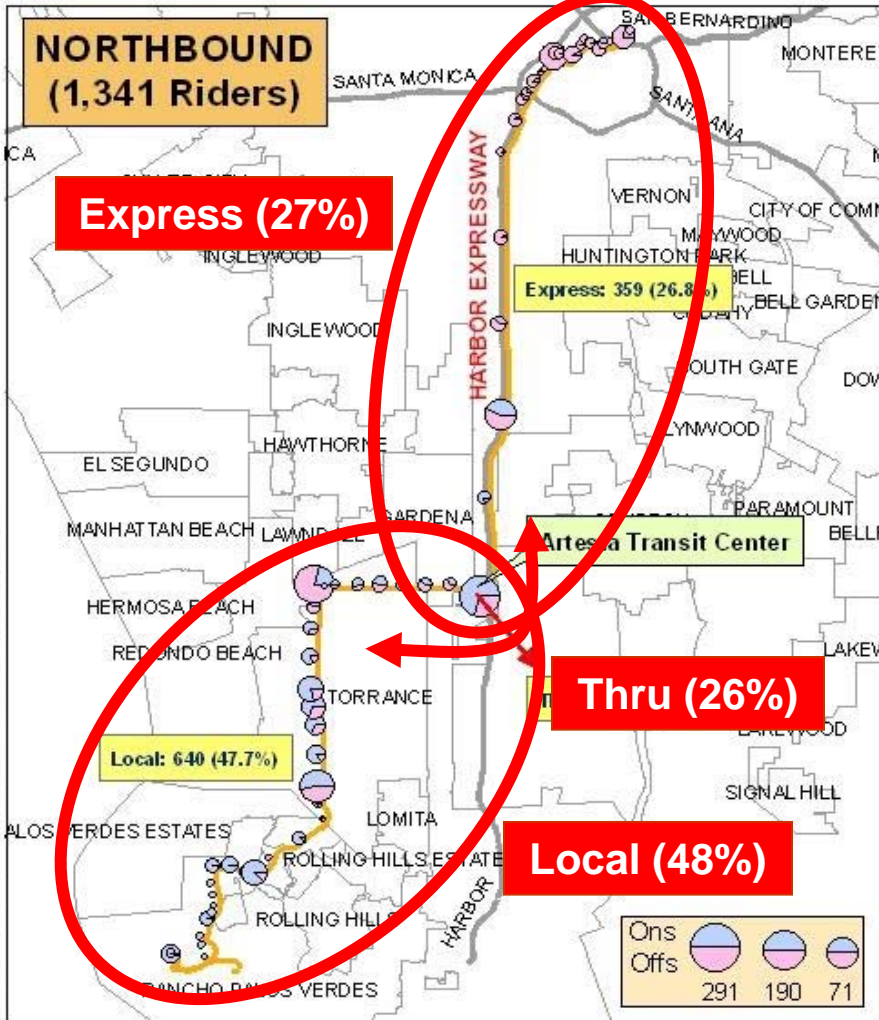 NORTHBOUND
(1,341 Riders)
SAN BERNARDINO
MONTERE
SANTA MONICA
SANTA ANA
ICA
HARBOR EXPRESSWAY
VERNON
Express (27%)
CITY OF COMM
MAYWOOD
INGLEWOOD
HUNTINGTON PARK
BELL
Express: 359 (26.8%)
BELL GARDEN
INGLEWOOD
SOUTH GATE
DOW
LYNWOOD
HAWTHORNE
EL SEGUNDO
PARAMOUNT
GARDENA
MANHATTAN BEACH
Artesia Transit Center
BELLF
HERMOSA BEACH
REDONDO BEACH
LAKEW
TORRANCE
Thru (26%)
LAKEWOOD
Local: 640 (47.7%)
SIGNAL HILL
LOMITA
ALOS VERDES ESTATES
ROLLING HILLS ESTATE
Local (48%)
ROLLING HILLS
HARBOR
RANCHO PALOS VERDES
Ons
Offs
291 190 71